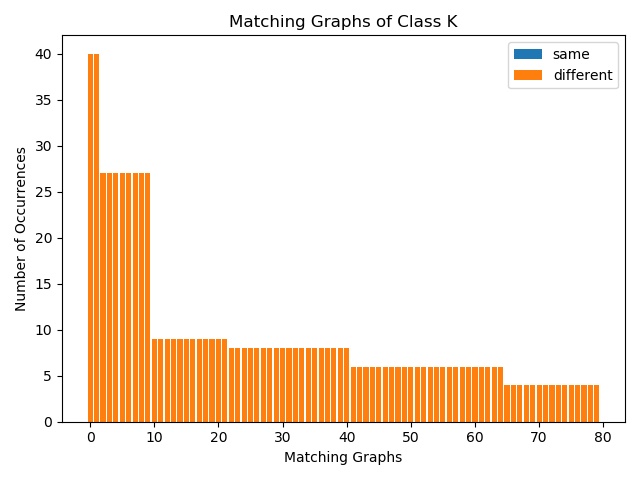 Matching Graphs of Class K
same
different
Number of Occurrences
40
35
30
25
20
15
10
5
0
0 10 20 30 40 50 60 70 80
Matching Graphs